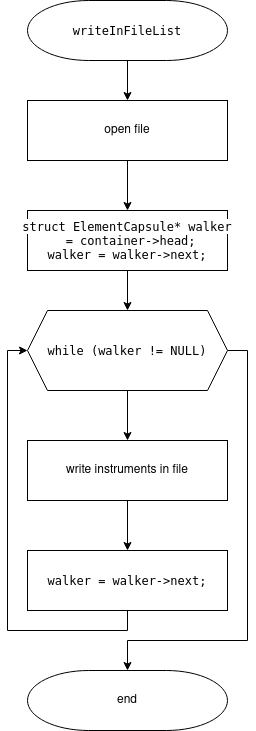 writeInFileList
open file
struct ElementCapsule* walker
= container->head;
walker = walker->next;
while (walker != NULL)
write instruments in file
walker = walker->next;
end